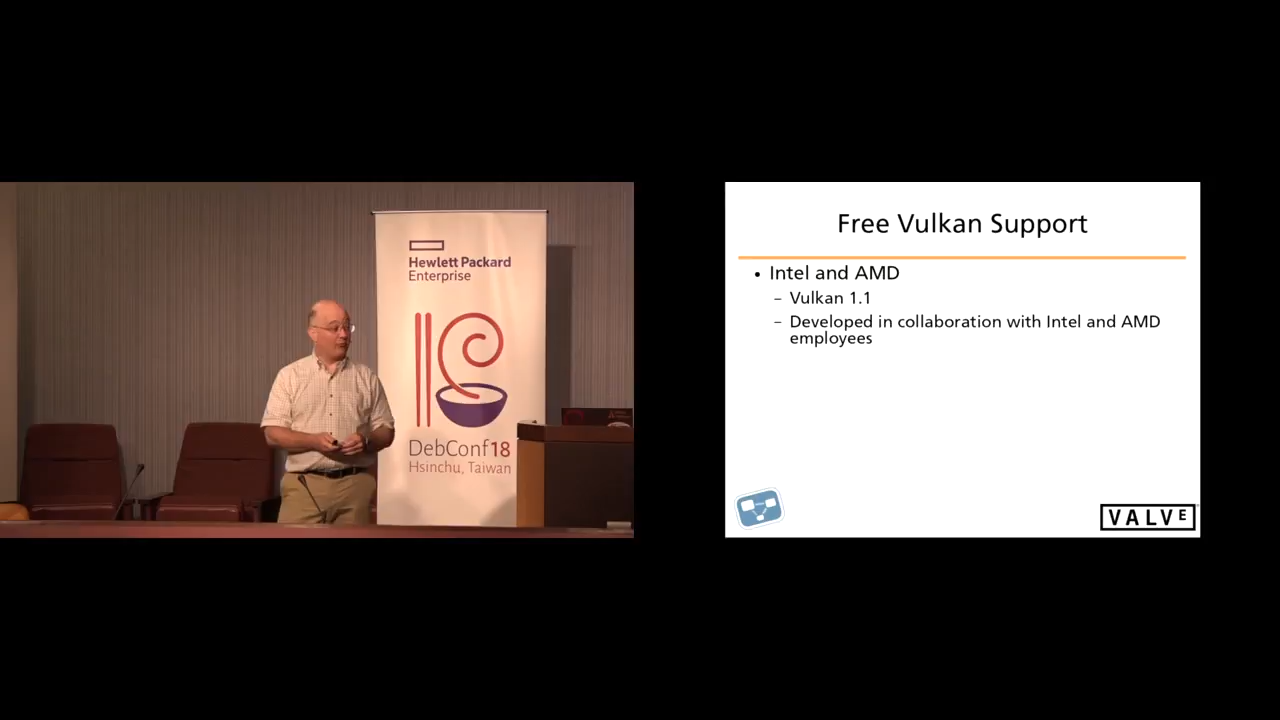 Hewlett Packard
Enterprise
DebConf18
Hsinchu, Taiwan
Free Vulkan Support
• Intel and AMD
– Vulkan 1.1
– Developed in collaboration with Intel and AMD
employees
VALVE